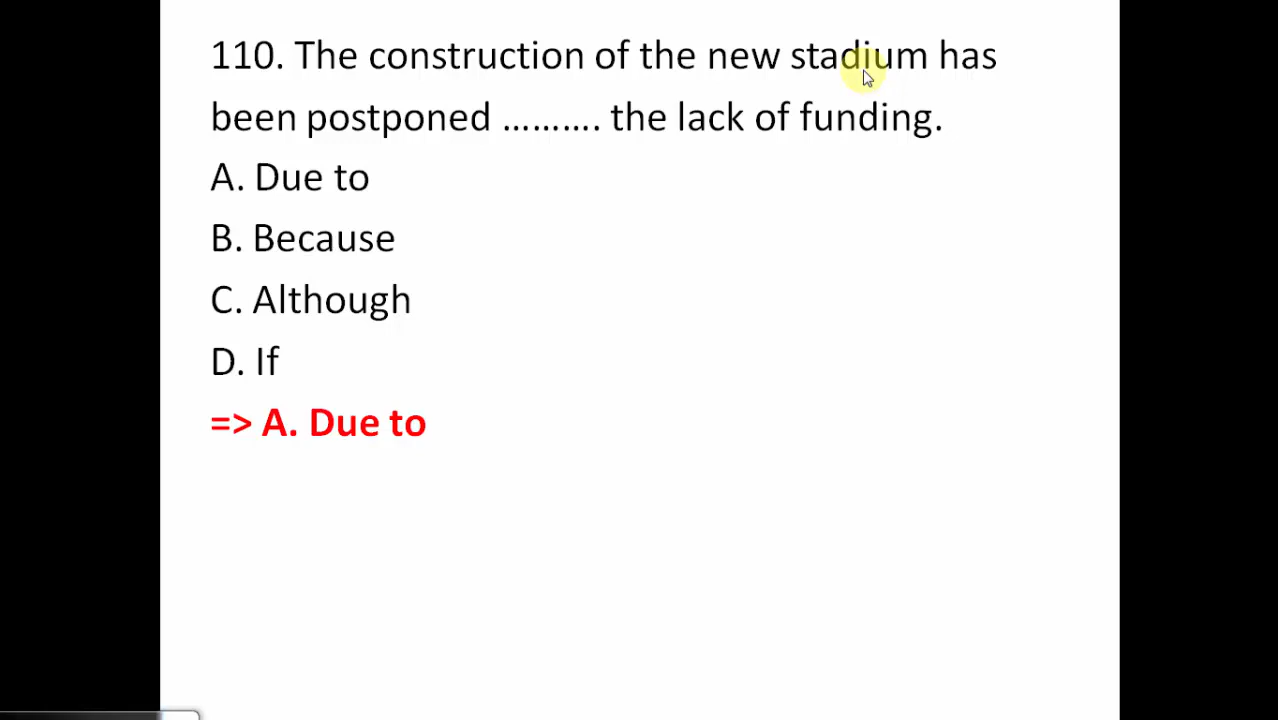 110. The construction of the new stadium has
been postponed ………. the lack of funding.
A. Due to
B. Because
C. Although
D. If
=> A. Due to